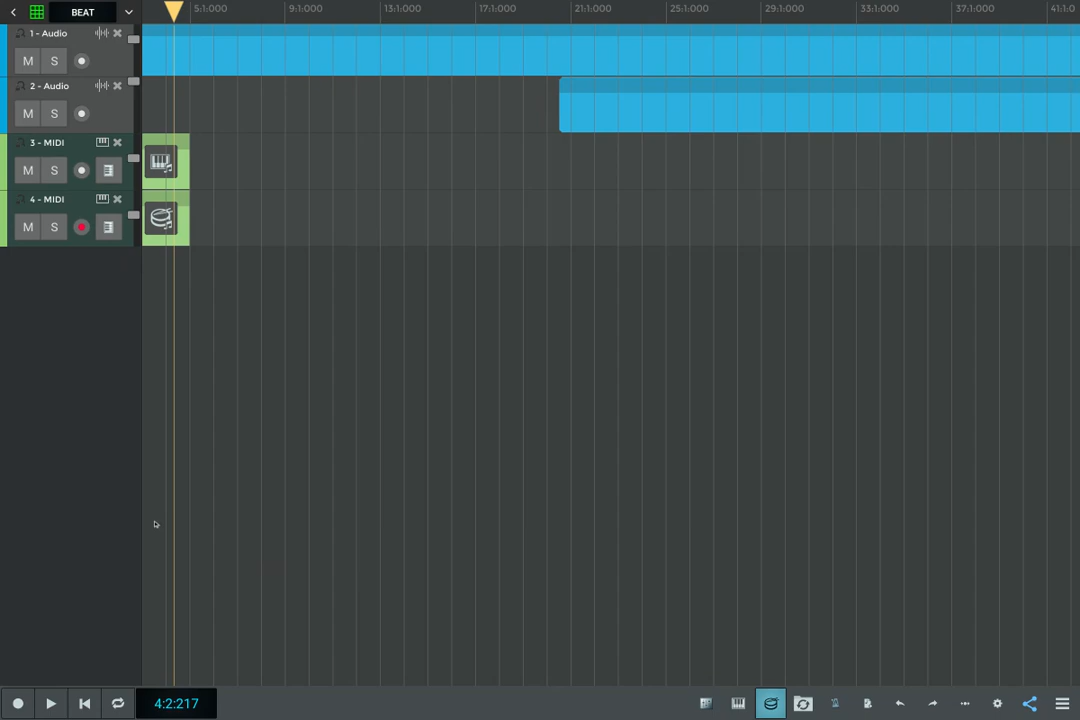 BEAT
5:1:000 9:1:000 13:1:000 17:1:000 21:1:000 25:1:000 29:1:000 33:1:000 37:1:000 41:1:0
1 - Audio
M S
2 - Audio
M S
3 - MIDI
M S
4 - MIDI
M S
4:2:217